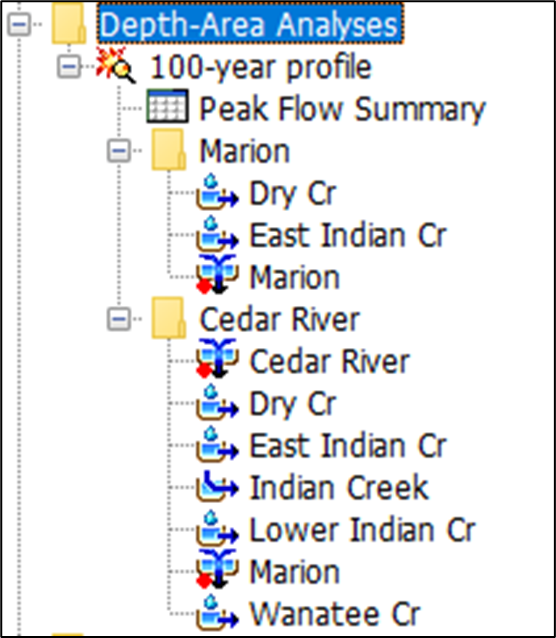 Depth-Area Analyses
100-year profile
Peak Flow Summary
Marion
Dry Cr
East Indian Cr
Marion
Cedar River
Cedar River
Dry Cr
East Indian Cr
Indian Creek
Lower Indian Cr
Marion
Wanatee Cr